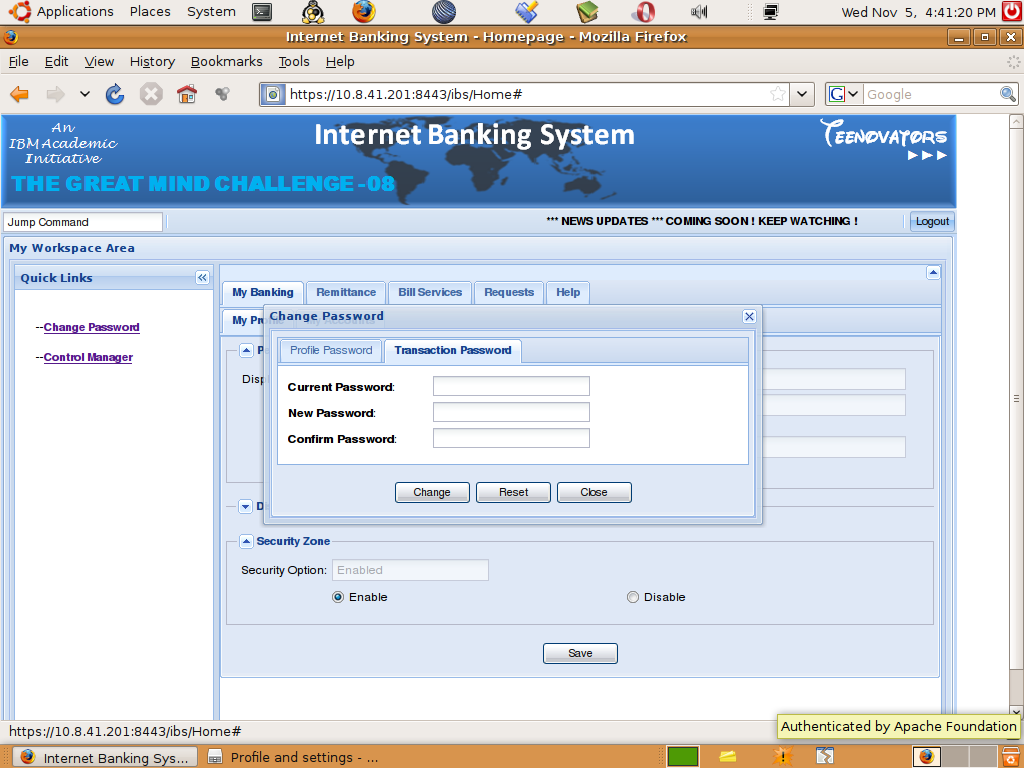 Applications Places System Wed Nov 5, 4:41:20 PM
Internet Banking System - Homepage - Mozilla Firefox
File Edit View History Bookmarks Tools Help
https://10.8.41.201:8443/ibs/Home# G Google
An
IBM Academic
Initiative
Internet Banking System
TEENOVATORS
THE GREAT MIND CHALLENGE -08
Jump Command *** NEWS UPDATES *** COMING SOON ! KEEP WATCHING ! Logout
My Workspace Area
Quick Links
--Change Password
--Control Manager
My Banking Remittance Bill Services Requests Help
My Pr
Change Password
Profile Password Transaction Password
Disp
Current Password:
New Password:
Confirm Password:
Change Reset Close
Security Zone
Security Option: Enabled
Enable Disable
Save
https://10.8.41.201:8443/ibs/Home#
Authenticated by Apache Foundation
Internet Banking Sys... Profile and settings - ...